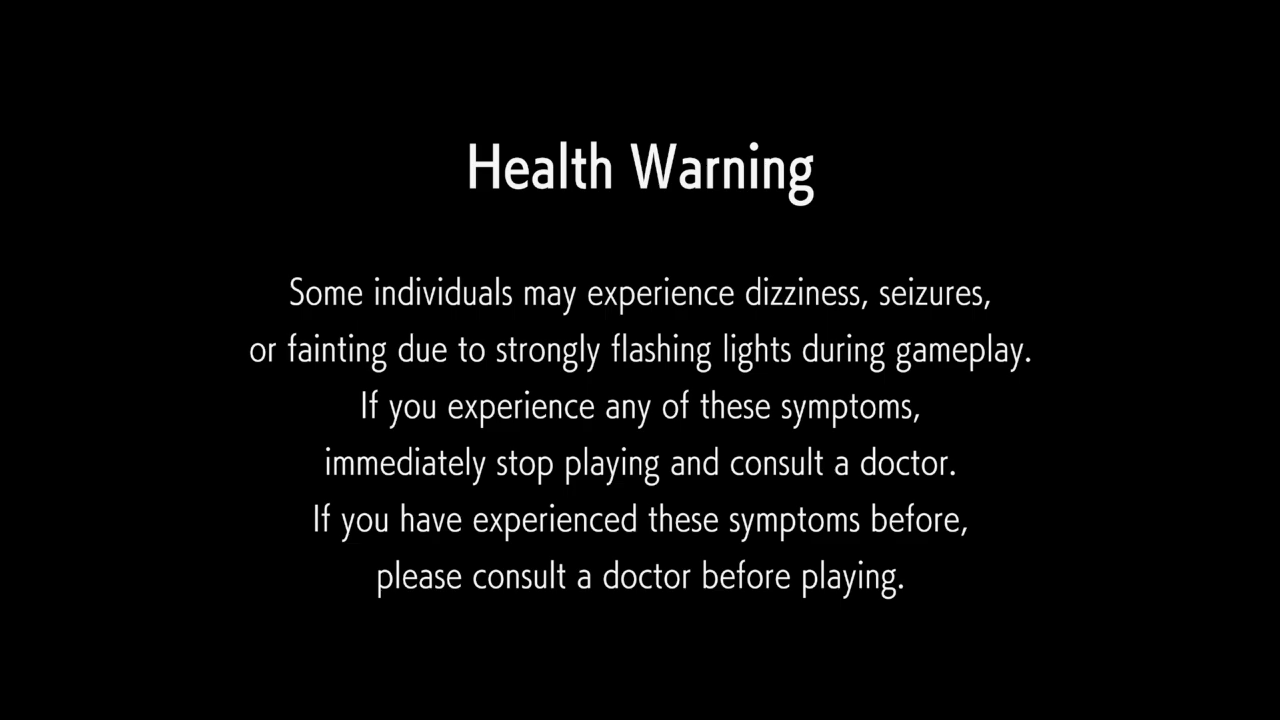 Health Warning
Some individuals may experience dizziness, seizures,
or fainting due to strongly flashing lights during gameplay.
If you experience any of these symptoms,
immediately stop playing and consult a doctor.
If you have experienced these symptoms before,
please consult a doctor before playing.